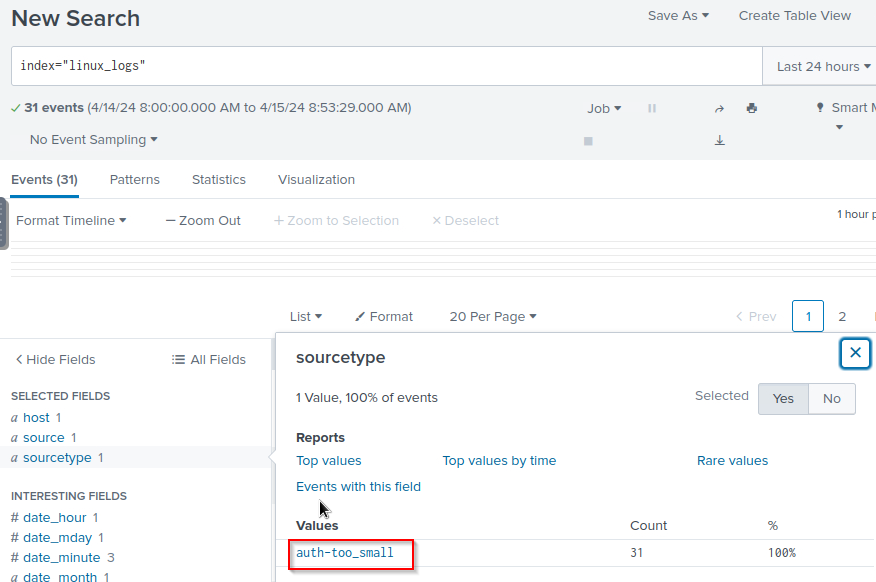 New Search
Save As
Create Table View
index="linux_logs"
Last 24 hours
31 events (4/14/24 8:00:00.000 AM to 4/15/24 8:53:29.000 AM)
Job
Smart M
No Event Sampling
Events (31)
Patterns
Statistics
Visualization
Format Timeline
— Zoom Out
+ Zoom to Selection
× Deselect
1 hour p
List
Format
20 Per Page
< Prev
1
2
< Hide Fields
All Fields
SELECTED FIELDS
a host 1
a source 1
a sourcetype 1
INTERESTING FIELDS
# date_hour 1
# date_mday 1
# date_minute 3
a date_month 1
sourcetype
1 Value, 100% of events
Selected
Yes
No
Reports
Top values
Top values by time
Rare values
Events with this field
Values
Count
%
auth-too_small
31
100%